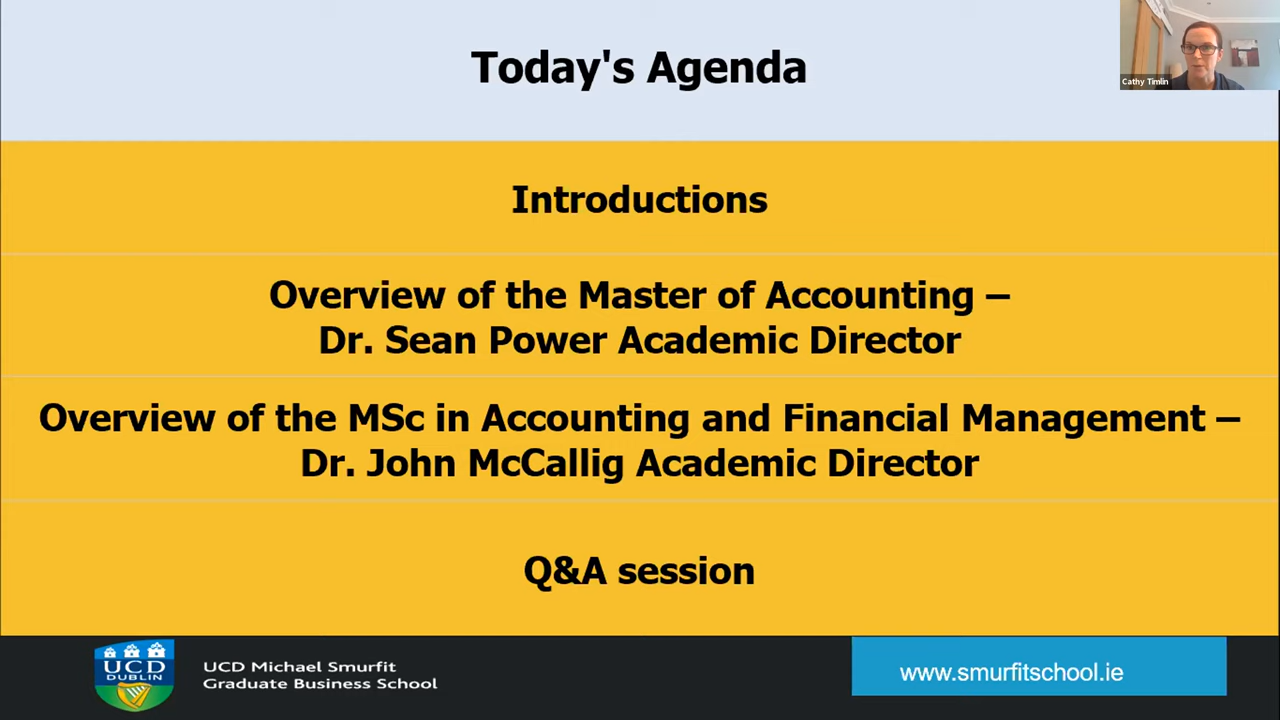 Today's Agenda
Cathy Timlin
Introductions
Overview of the Master of Accounting –
Dr. Sean Power Academic Director
Overview of the MSc in Accounting and Financial Management –
Dr. John McCallig Academic Director
Q&A session
UCD
DUBLIN
UCD Michael Smurfit
Graduate Business School
www.smurfitschool.ie